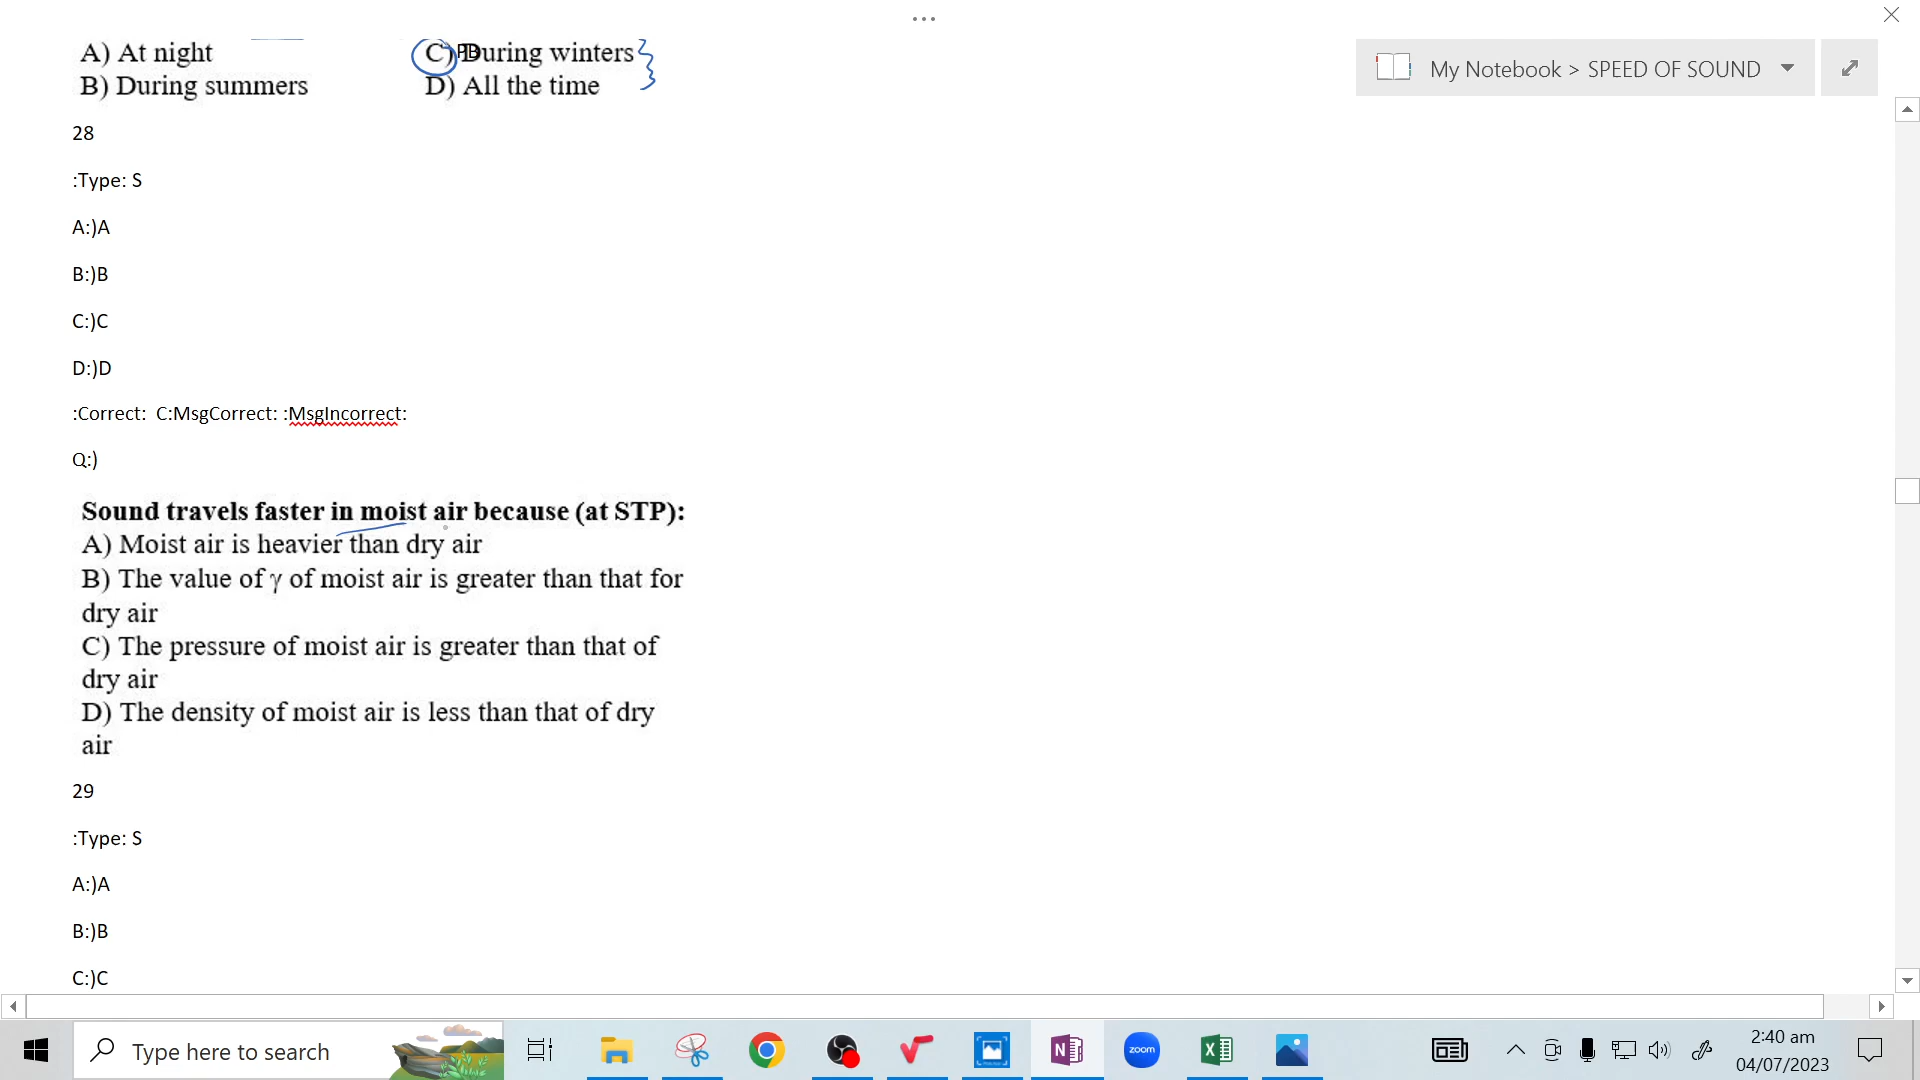 A) At night C) During winters
My Notebook > SPEED OF SOUND
B) During summers D) All the time
28
:Type: S
A:)A
B:)B
C:)C
D:)D
:Correct:  C:MsgCorrect: :MsgIncorrect:
Q:)
Sound travels faster in moist air because (at STP):
A) Moist air is heavier than dry air
B) The value of γ of moist air is greater than that for
dry air
C) The pressure of moist air is greater than that of
dry air
D) The density of moist air is less than that of dry
air
29
:Type: S
A:)A
B:)B
C:)C
Type here to search
zoom
2:40 am
04/07/2023